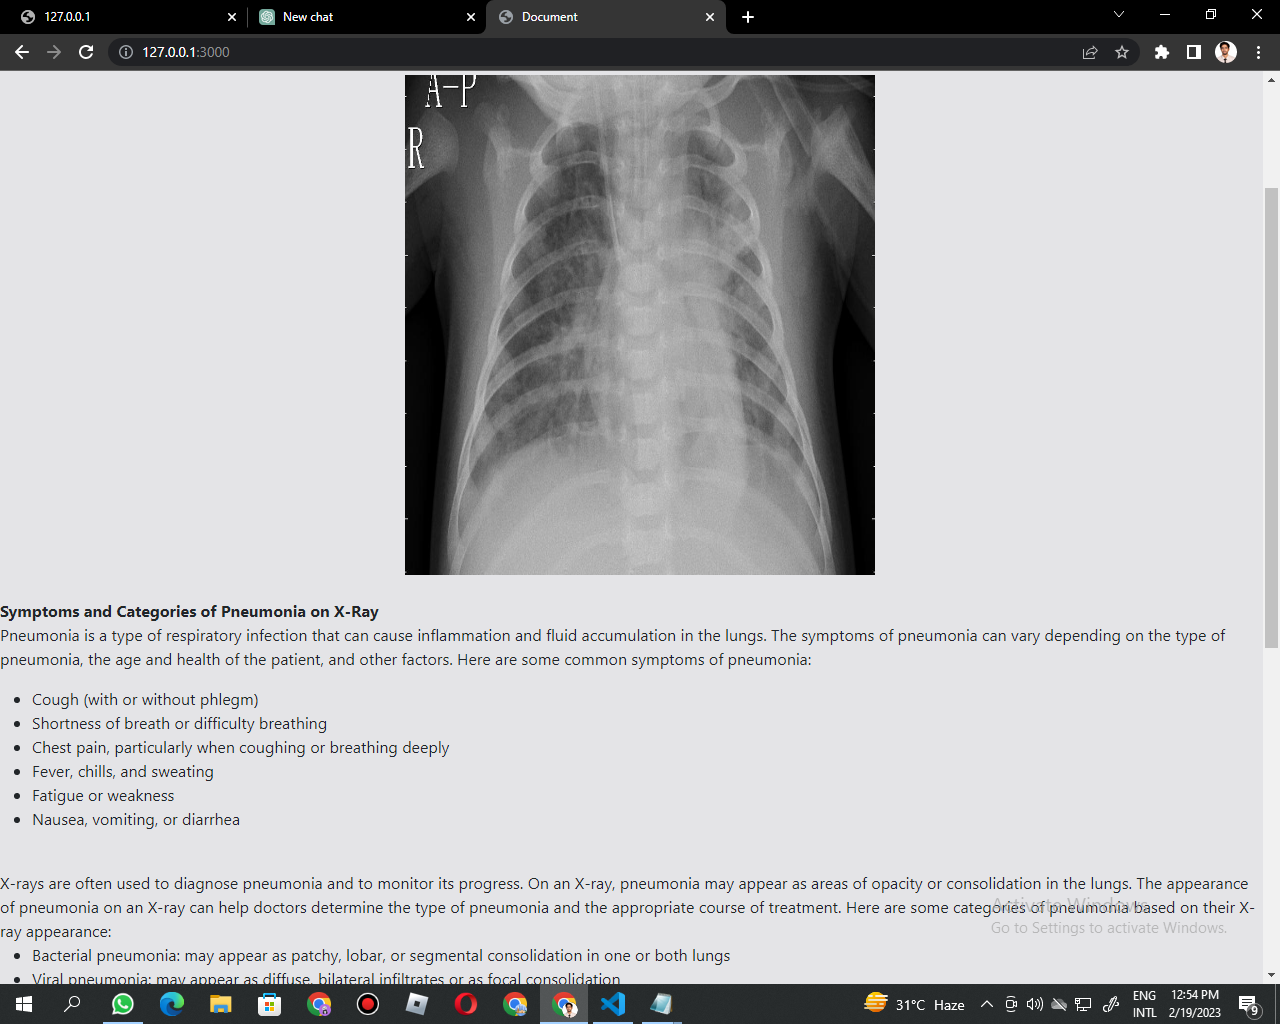 127.0.0.1
New chat
Document
127.0.0.1:3000
A-P
R
Symptoms and Categories of Pneumonia on X-Ray
Pneumonia is a type of respiratory infection that can cause inflammation and fluid accumulation in the lungs. The symptoms of pneumonia can vary depending on the type of
pneumonia, the age and health of the patient, and other factors. Here are some common symptoms of pneumonia:
Cough (with or without phlegm)
Shortness of breath or difficulty breathing
Chest pain, particularly when coughing or breathing deeply
Fever, chills, and sweating
Fatigue or weakness
Nausea, vomiting, or diarrhea
X-rays are often used to diagnose pneumonia and to monitor its progress. On an X-ray, pneumonia may appear as areas of opacity or consolidation in the lungs. The appearance
of pneumonia on an X-ray can help doctors determine the type of pneumonia and the appropriate course of treatment. Here are some categories of pneumonia based on their X-
ray appearance:
Activate Windows
Go to Settings to activate Windows.
Bacterial pneumonia: may appear as patchy, lobar, or segmental consolidation in one or both lungs
Viral pneumonia: may appear as diffuse, bilateral infiltrates or as focal consolidation
31°C Haze
ENG
INTL
12:54 PM
2/19/2023
9